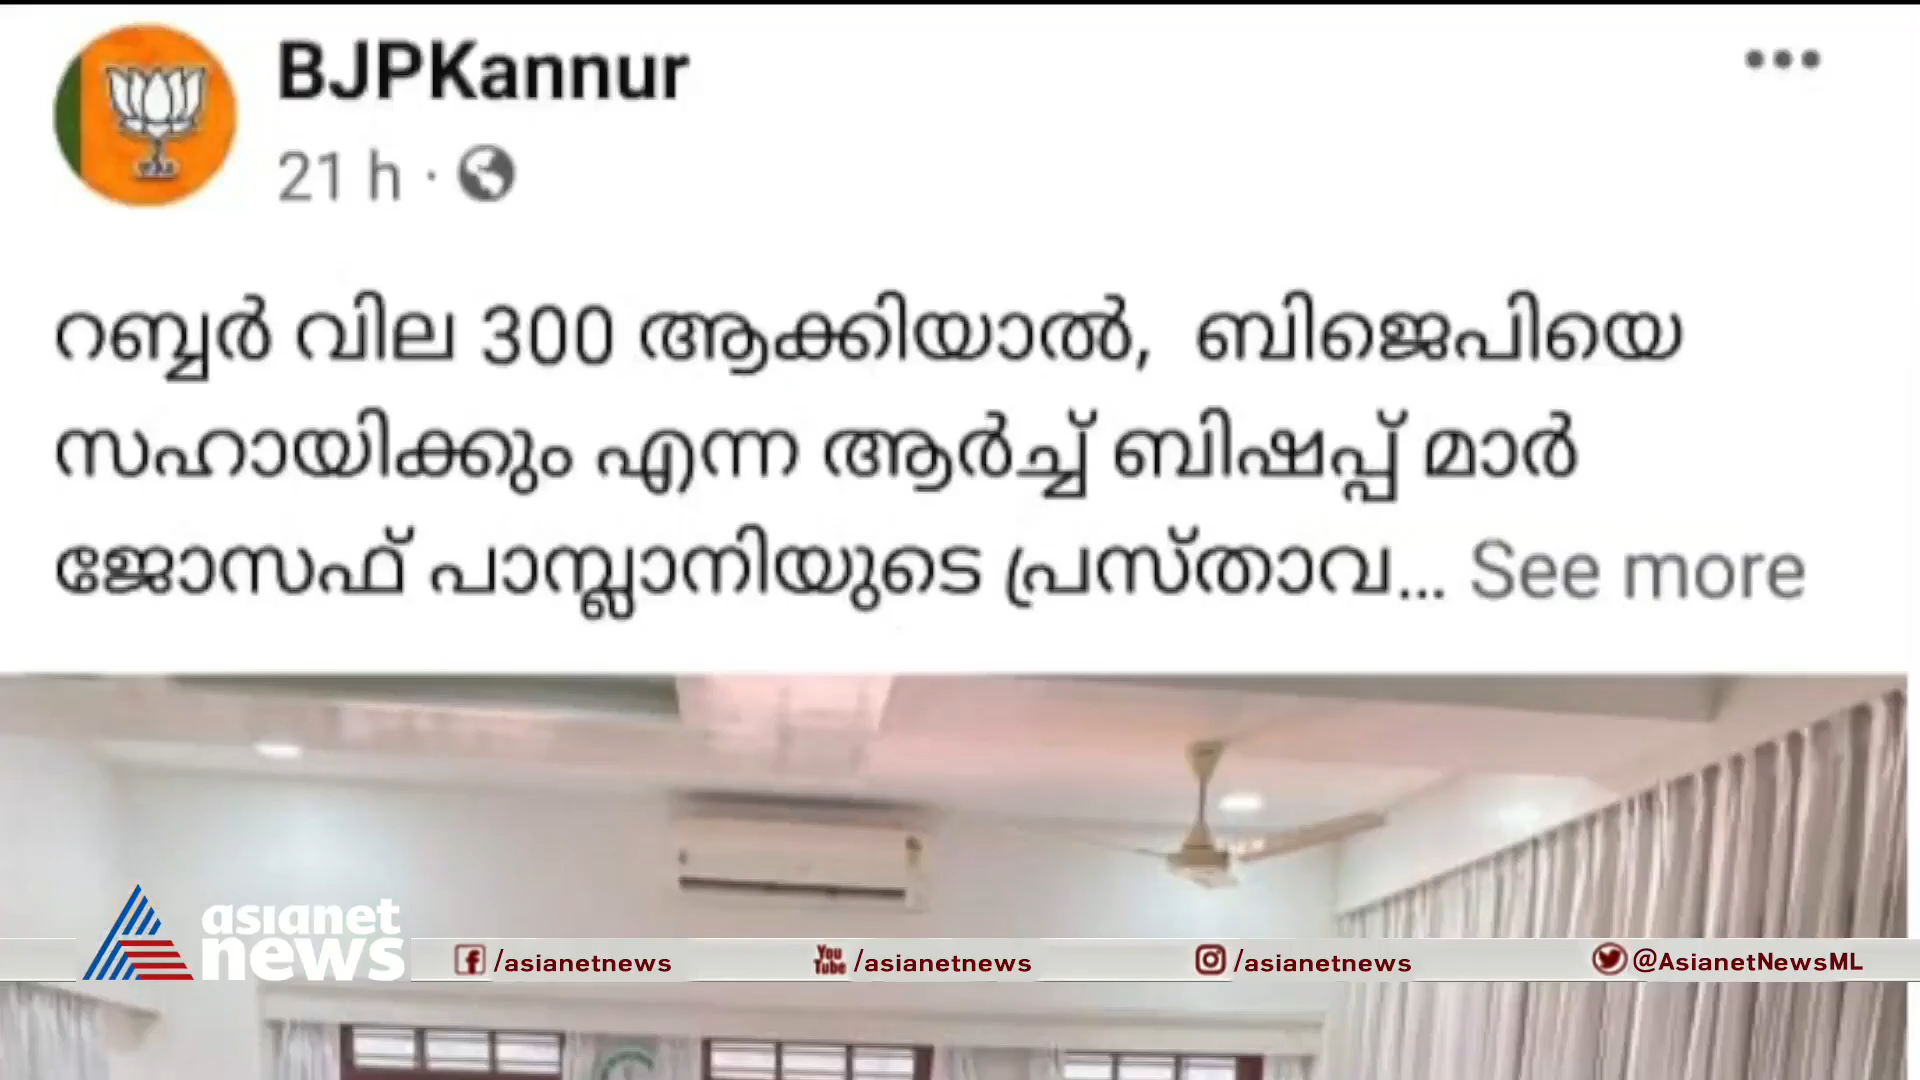 BJPKannur
21 h ·
റബ്ബർ വില 300 ആക്കിയാൽ, ബിജെപിയെ
സഹായിക്കും എന്ന ആർച്ച് ബിഷപ്പ് മാർ
ജോസഫ് പാമ്പ്ലാനിയുടെ പ്രസ്താവ... See more
asianet
news
/asianetnews
You
Tube /asianetnews
/asianetnews
@AsianetNewsML